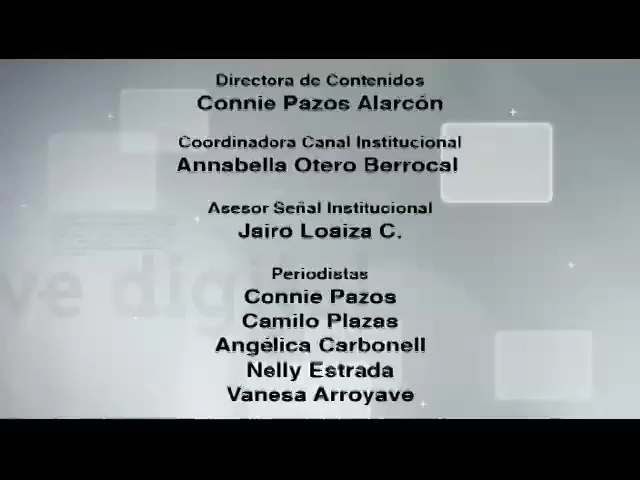 Directora de Contenidos
Connie Pazos Alarcón
Coordinadora Canal Institucional
Annabella Otero Berrocal
Asesor Señal Institucional
Jairo Loaiza C.
Periodistas
Connie Pazos
Camilo Plazas
Angélica Carbonell
Nelly Estrada
Vanesa Arroyave